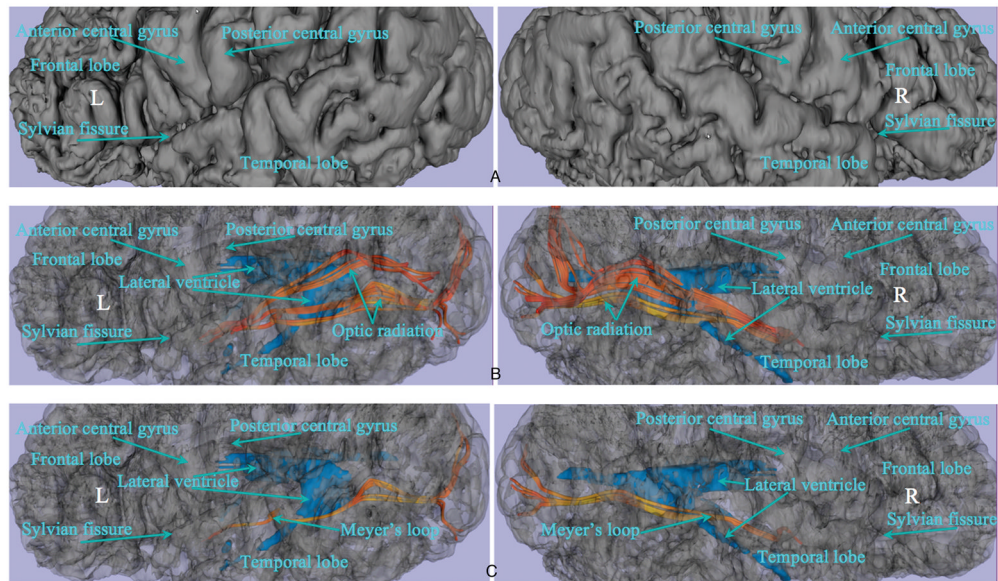 Anterior central gyrus
Posterior central gyrus
Frontal lobe
L
Sylvian fissure
Temporal lobe
Posterior central gyrus
Anterior central gyrus
Frontal lobe
R
Sylvian fissure
Temporal lobe
A
Anterior central gyrus
Posterior central gyrus
Frontal lobe
Lateral ventricle
L
Sylvian fissure
Optic radiation
Temporal lobe
Posterior central gyrus
Anterior central gyrus
Frontal lobe
Lateral ventricle
R
Optic radiation
Sylvian fissure
Temporal lobe
B
Anterior central gyrus
Posterior central gyrus
Frontal lobe
Lateral ventricle
L
Sylvian fissure
Meyer's loop
Temporal lobe
Posterior central gyrus
Anterior central gyrus
Frontal lobe
Lateral ventricle
R
Meyer's loop
Sylvian fissure
Temporal lobe
C